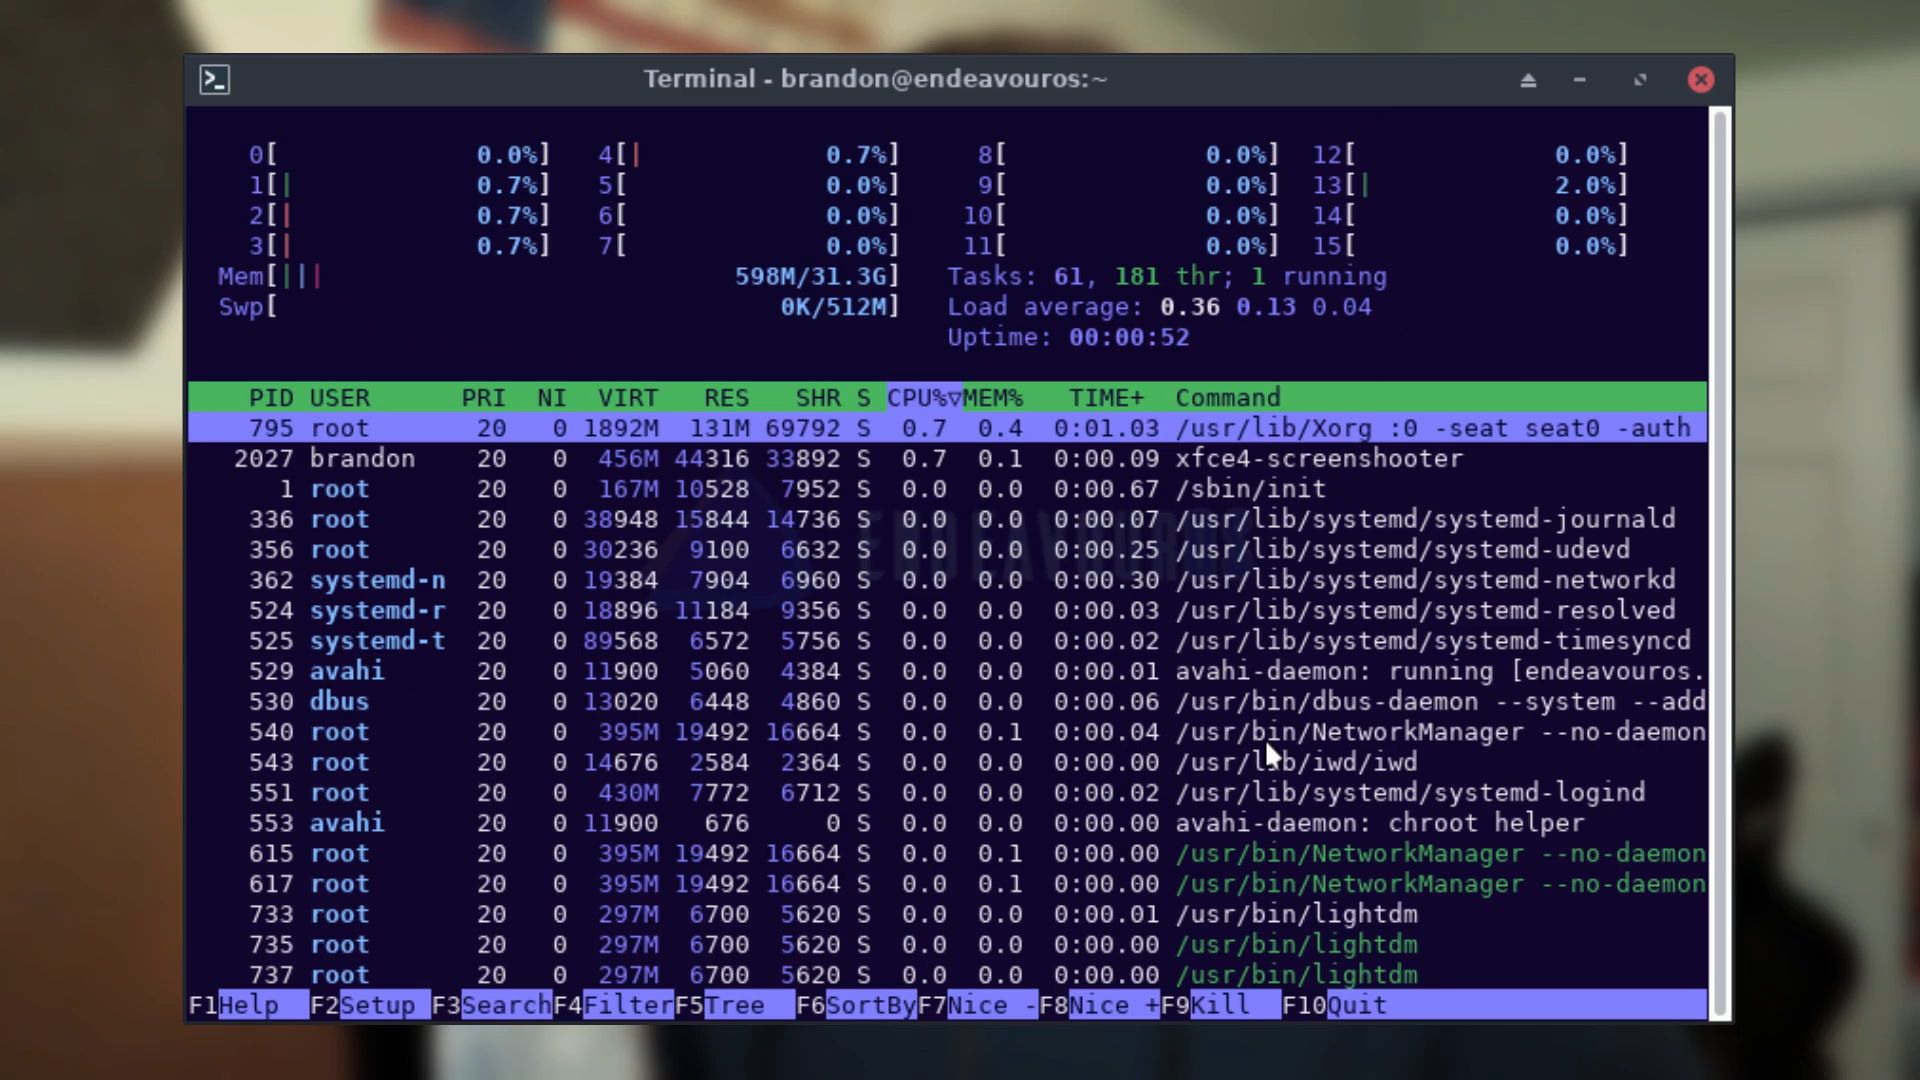 Terminal - brandon@endeavouros:~
0[ 0.0%] 4[| 0.7%] 8[ 0.0%] 12[ 0.0%]
1[| 0.7%] 5[ 0.0%] 9[ 0.0%] 13[| 2.0%]
2[| 0.7%] 6[ 0.0%] 10[ 0.0%] 14[ 0.0%]
3[| 0.7%] 7[ 0.0%] 11[ 0.0%] 15[ 0.0%]
Mem[||| 598M/31.3G] Tasks: 61, 181 thr; 1 running
Swp[ 0K/512M] Load average: 0.36 0.13 0.04
Uptime: 00:00:52
PID USER PRI NI VIRT RES SHR S CPU%▽MEM% TIME+ Command
795 root 20 0 1892M 131M 69792 S 0.7 0.4 0:01.03 /usr/lib/Xorg :0 -seat seat0 -auth
2027 brandon 20 0 456M 44316 33892 S 0.7 0.1 0:00.09 xfce4-screenshooter
1 root 20 0 167M 10528 7952 S 0.0 0.0 0:00.67 /sbin/init
336 root 20 0 38948 15844 14736 S 0.0 0.0 0:00.07 /usr/lib/systemd/systemd-journald
356 root 20 0 30236 9100 6632 S 0.0 0.0 0:00.25 /usr/lib/systemd/systemd-udevd
362 systemd-n 20 0 19384 7904 6960 S 0.0 0.0 0:00.30 /usr/lib/systemd/systemd-networkd
524 systemd-r 20 0 18896 11184 9356 S 0.0 0.0 0:00.03 /usr/lib/systemd/systemd-resolved
525 systemd-t 20 0 89568 6572 5756 S 0.0 0.0 0:00.02 /usr/lib/systemd/systemd-timesyncd
529 avahi 20 0 11900 5060 4384 S 0.0 0.0 0:00.01 avahi-daemon: running [endeavouros.
530 dbus 20 0 13020 6448 4860 S 0.0 0.0 0:00.06 /usr/bin/dbus-daemon --system --add
540 root 20 0 395M 19492 16664 S 0.0 0.1 0:00.04 /usr/bin/NetworkManager --no-daemon
543 root 20 0 14676 2584 2364 S 0.0 0.0 0:00.00 /usr/lib/iwd/iwd
551 root 20 0 430M 7772 6712 S 0.0 0.0 0:00.02 /usr/lib/systemd/systemd-logind
553 avahi 20 0 11900 676 0 S 0.0 0.0 0:00.00 avahi-daemon: chroot helper
615 root 20 0 395M 19492 16664 S 0.0 0.1 0:00.00 /usr/bin/NetworkManager --no-daemon
617 root 20 0 395M 19492 16664 S 0.0 0.1 0:00.00 /usr/bin/NetworkManager --no-daemon
733 root 20 0 297M 6700 5620 S 0.0 0.0 0:00.01 /usr/bin/lightdm
735 root 20 0 297M 6700 5620 S 0.0 0.0 0:00.00 /usr/bin/lightdm
737 root 20 0 297M 6700 5620 S 0.0 0.0 0:00.00 /usr/bin/lightdm
F1Help F2Setup F3SearchF4FilterF5Tree F6SortByF7Nice -F8Nice +F9Kill F10Quit
ENDEAVOUROS